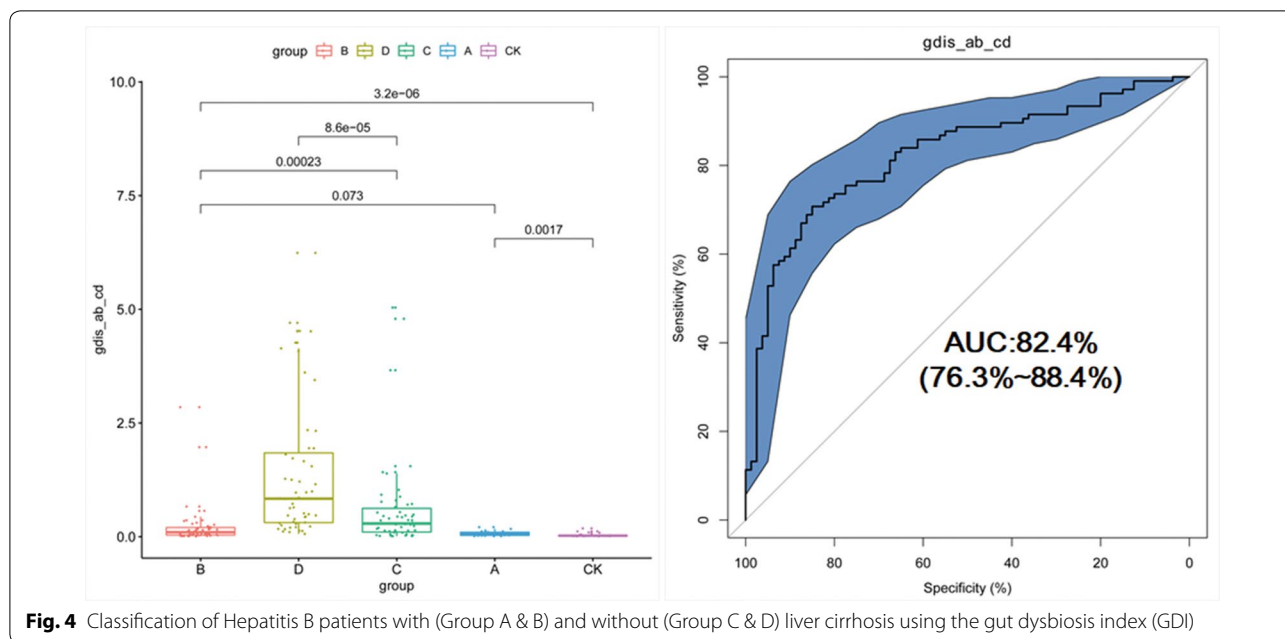 group B D C A CK
10.0
7.5
5.0
2.5
0.0
gdis_ab_cd
3.2e−06
8.6e−05
0.00023
0.073
0.0017
B D C A CK
group
gdis_ab_cd
100
80
60
40
20
0
Sensitivity (%)
AUC:82.4%
(76.3%~88.4%)
100 80 60 40 20 0
Specificity (%)
Fig. 4 Classification of Hepatitis B patients with (Group A & B) and without (Group C & D) liver cirrhosis using the gut dysbiosis index (GDI)